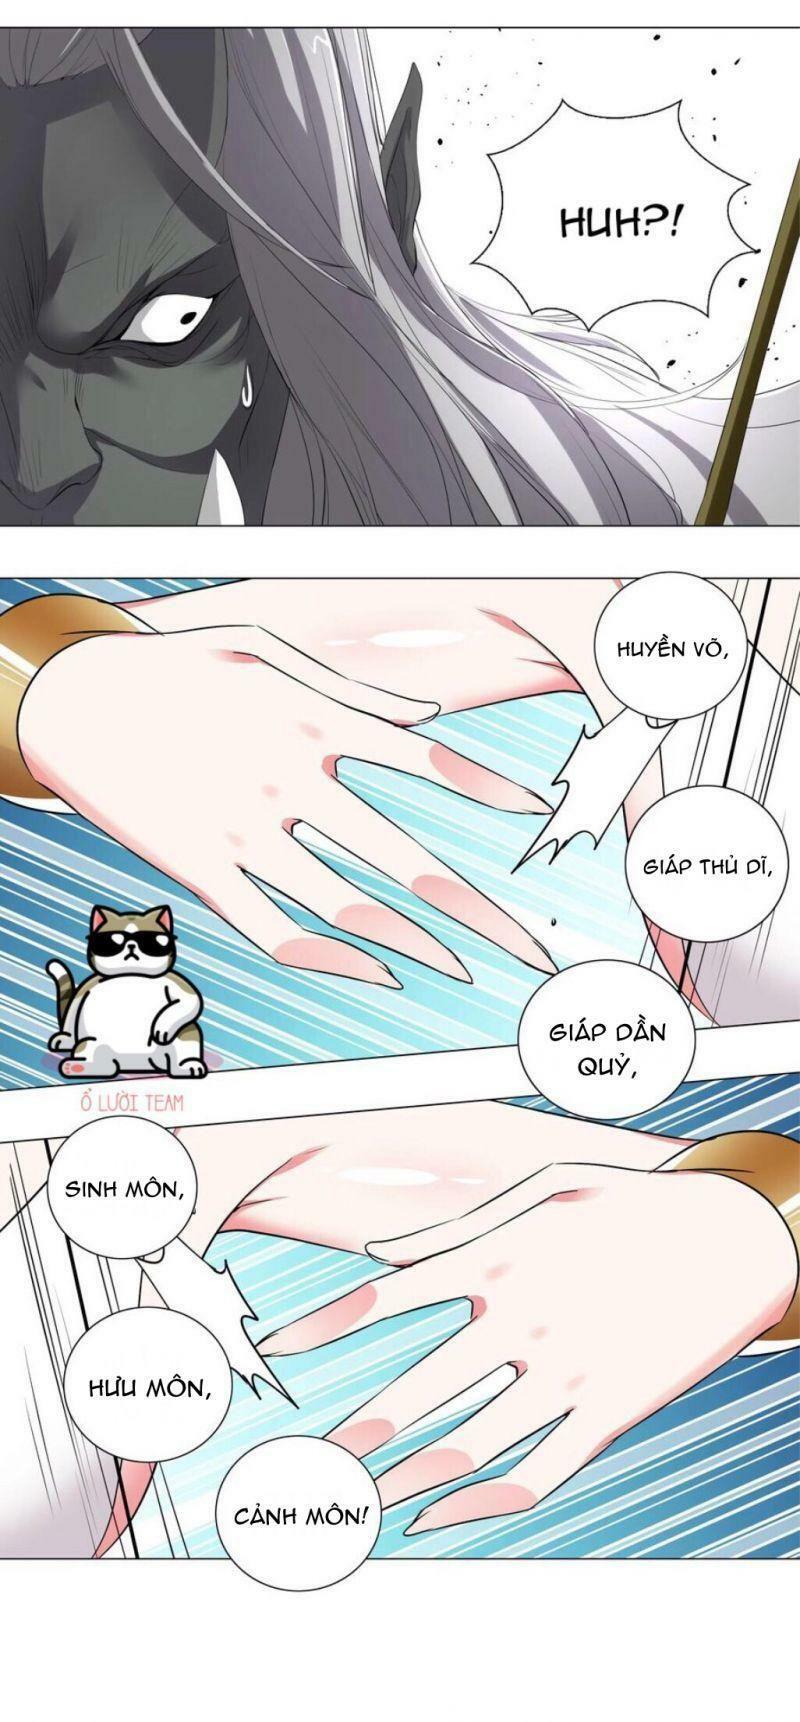 HUH?!
HUYỀN VÕ,
GIÁP THỦ DĨ,
GIÁP DẦN
QUỶ,
Ổ LƯỜI TEAM
SINH MÔN,
HƯU MÔN,
CẢNH MÔN!